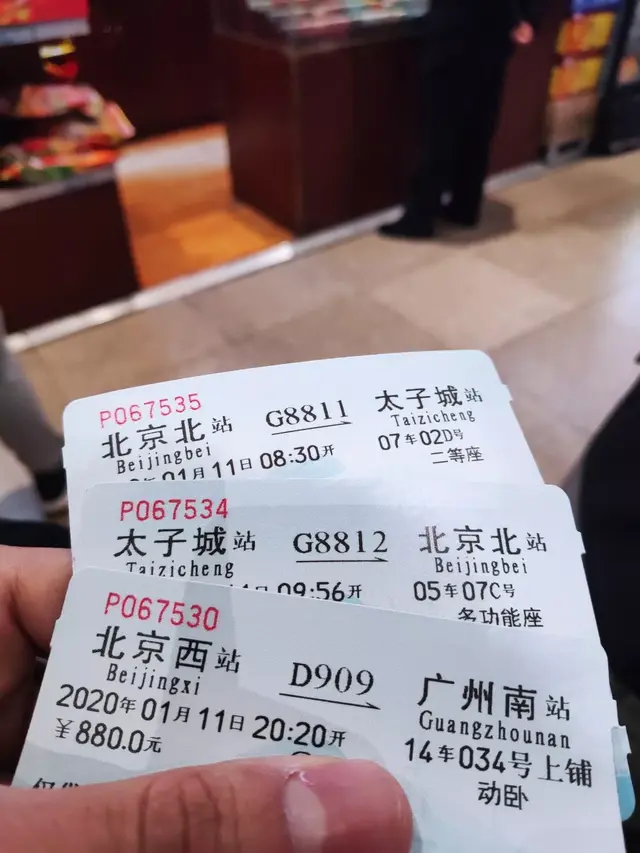 P067535
北京北站 G8811 太子城站
Beijingbei Taizicheng
01月11日 08:30开 07车02D号
二等座
P067534
太子城站 G8812 北京北站
Taizicheng Beijingbei
09:56开 05车07C号
多功能座
P067530
北京西站 D909 广州南站
Beijingxi Guangzhounan
2020年01月11日 20:20开 14车034号上铺
￥880.0元 动卧